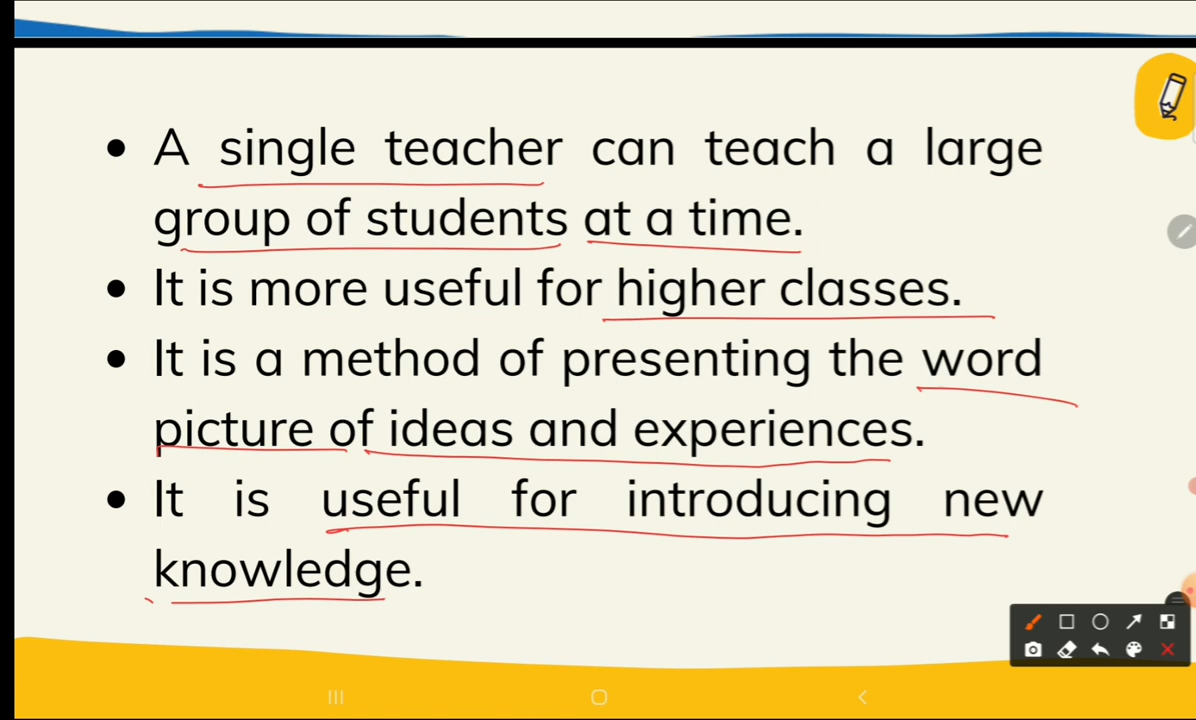 • A single teacher can teach a large
group of students at a time.
• It is more useful for higher classes.
• It is a method of presenting the word
picture of ideas and experiences.
• It is useful for introducing new
knowledge.